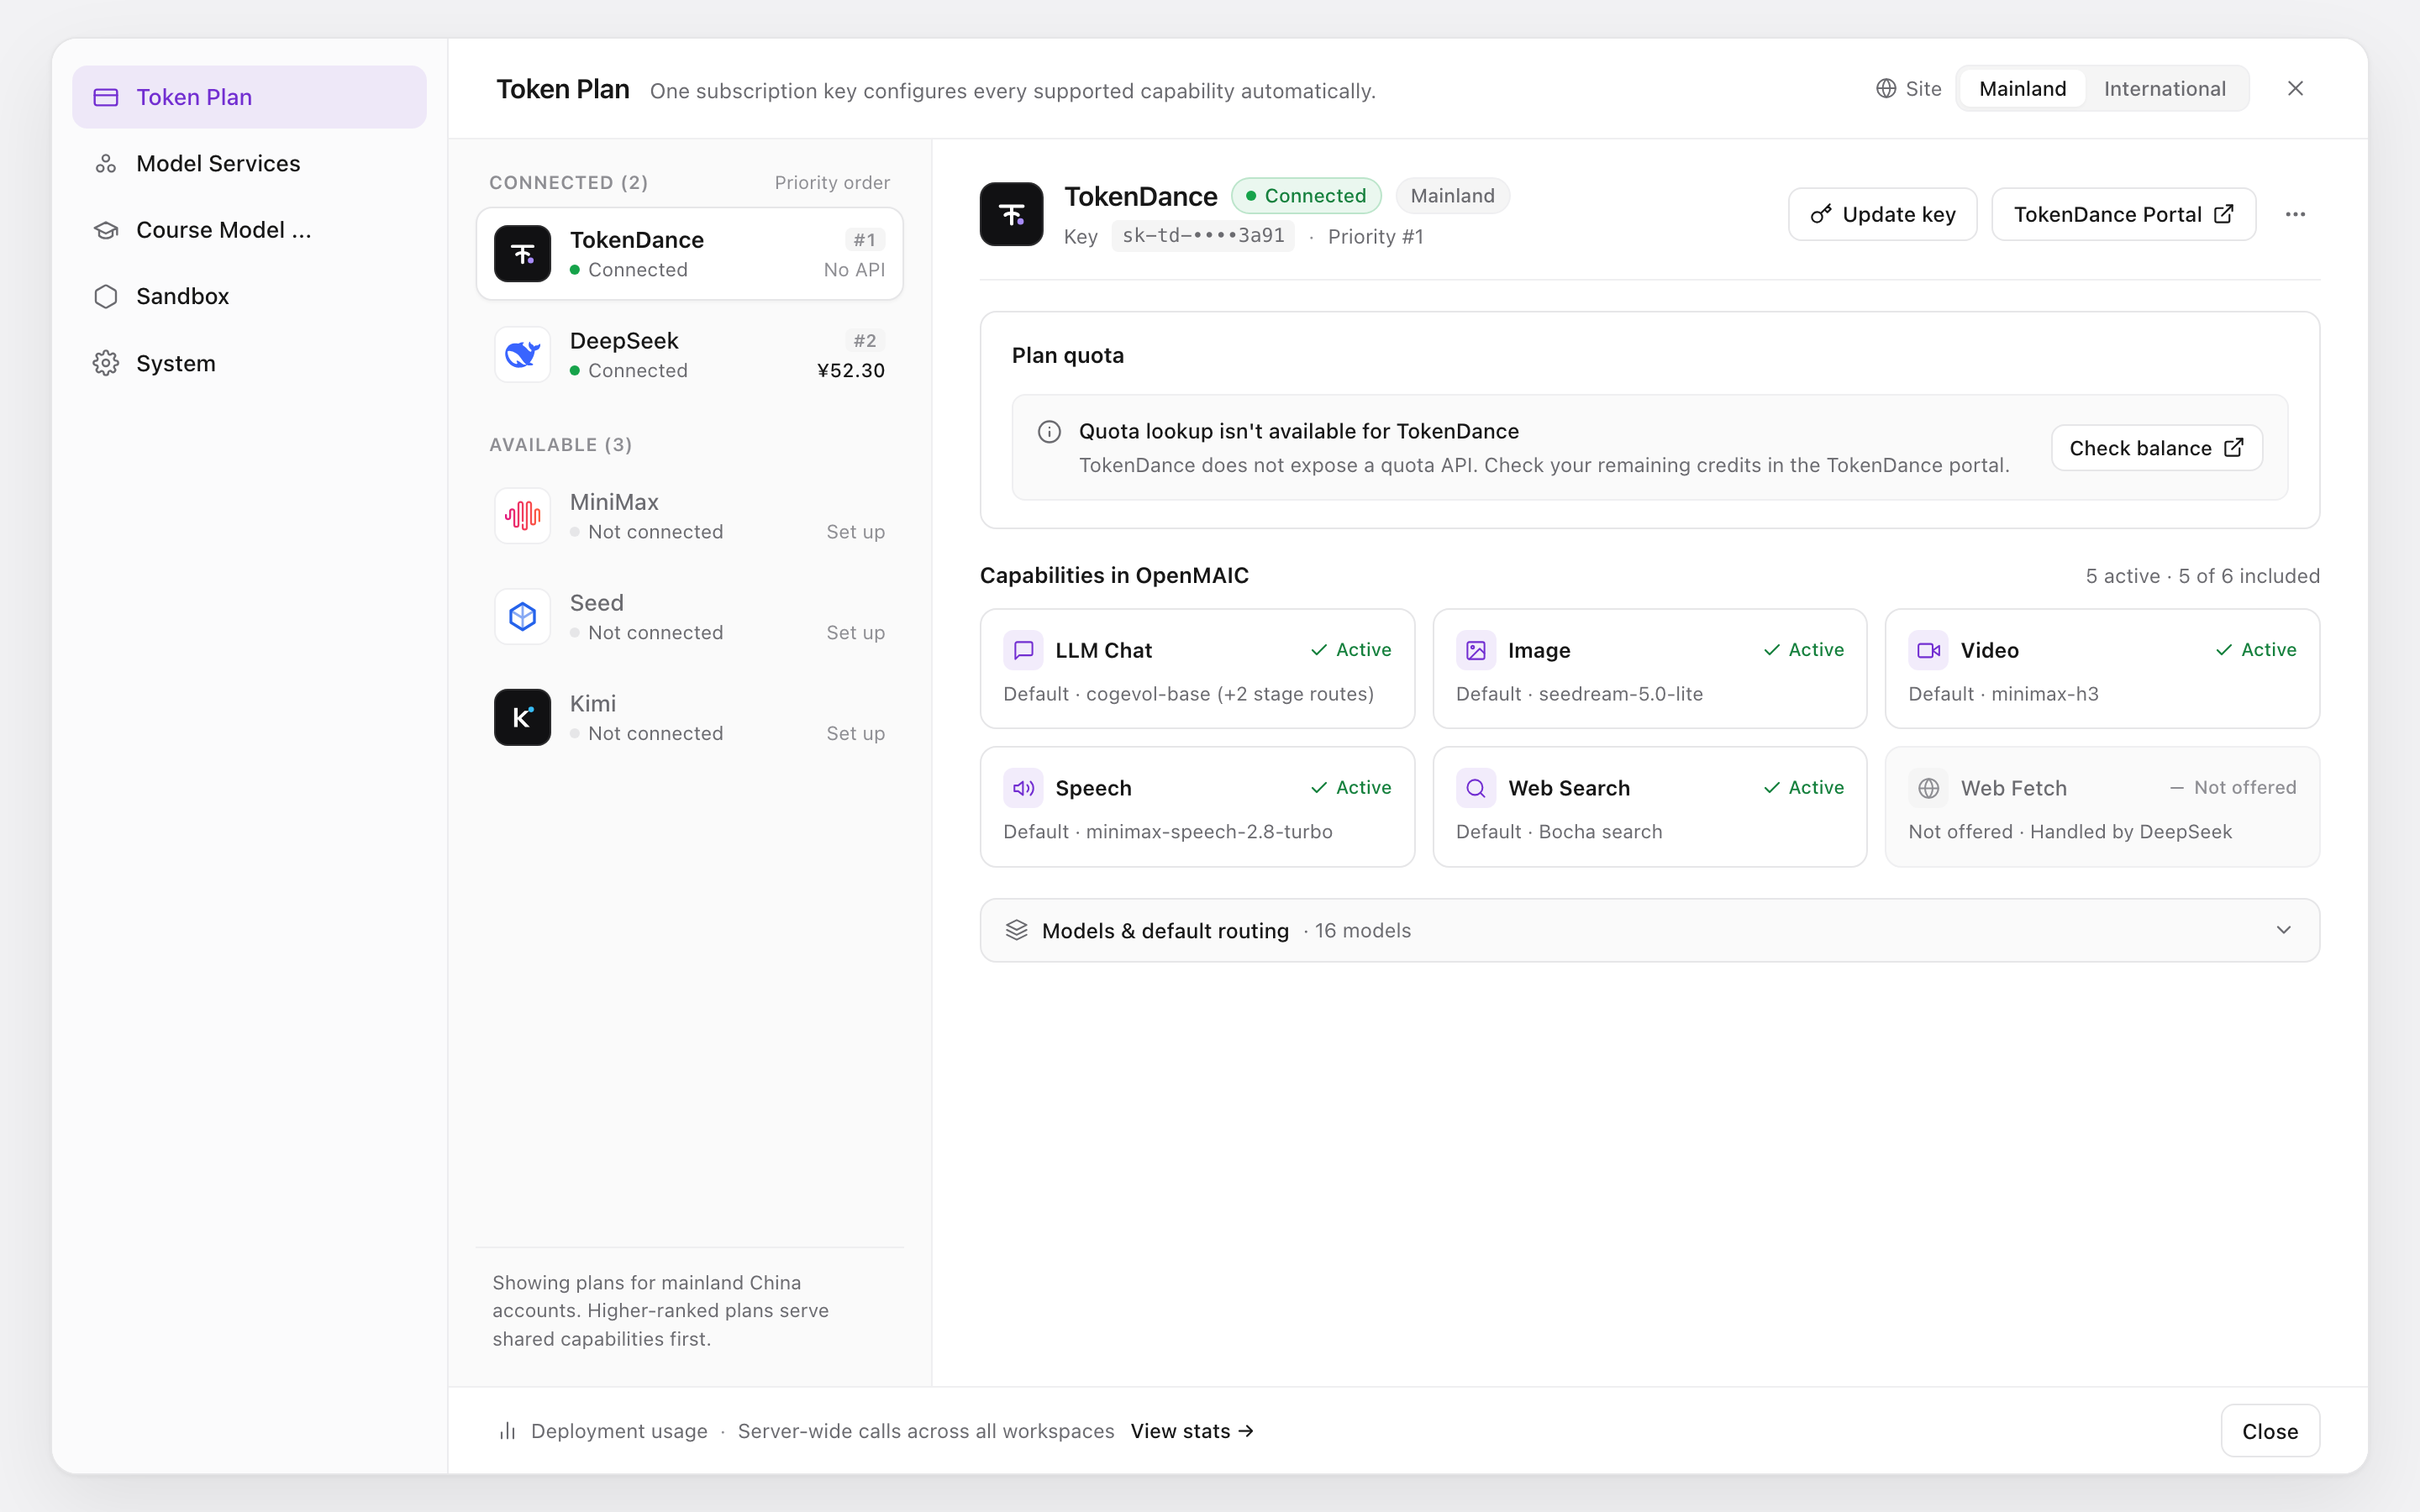 Token Plan
Model Services
Course Model ...
Sandbox
System
Token Plan One subscription key configures every supported capability automatically.
Site Mainland International
CONNECTED (2) Priority order
TokenDance #1
Connected No API
DeepSeek #2
Connected ¥52.30
AVAILABLE (3)
MiniMax
Not connected Set up
Seed
Not connected Set up
Kimi
Not connected Set up
Showing plans for mainland China
accounts. Higher-ranked plans serve
shared capabilities first.
TokenDance Connected Mainland
Key sk-td-••••3a91 · Priority #1
Update key TokenDance Portal
Plan quota
Quota lookup isn't available for TokenDance
TokenDance does not expose a quota API. Check your remaining credits in the TokenDance portal.
Check balance
Capabilities in OpenMAIC 5 active · 5 of 6 included
LLM Chat Active
Default · cogevol-base (+2 stage routes)
Image Active
Default · seedream-5.0-lite
Video Active
Default · minimax-h3
Speech Active
Default · minimax-speech-2.8-turbo
Web Search Active
Default · Bocha search
Web Fetch — Not offered
Not offered · Handled by DeepSeek
Models & default routing · 16 models
Deployment usage · Server-wide calls across all workspaces View stats →
Close